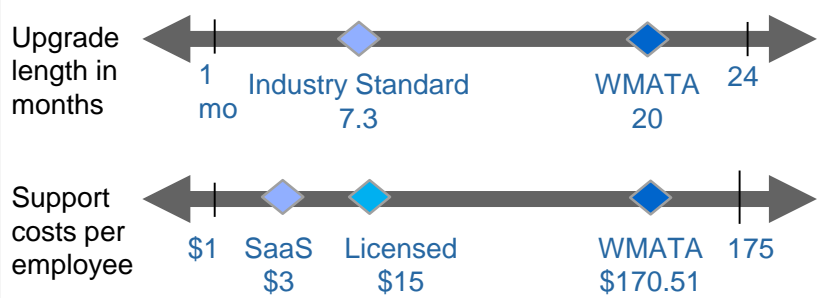 Upgrade
length in
months
1
mo
Industry Standard
7.3
WMATA
20
24
Support
costs per
employee
$1
SaaS
$3
Licensed
$15
WMATA
$170.51
175